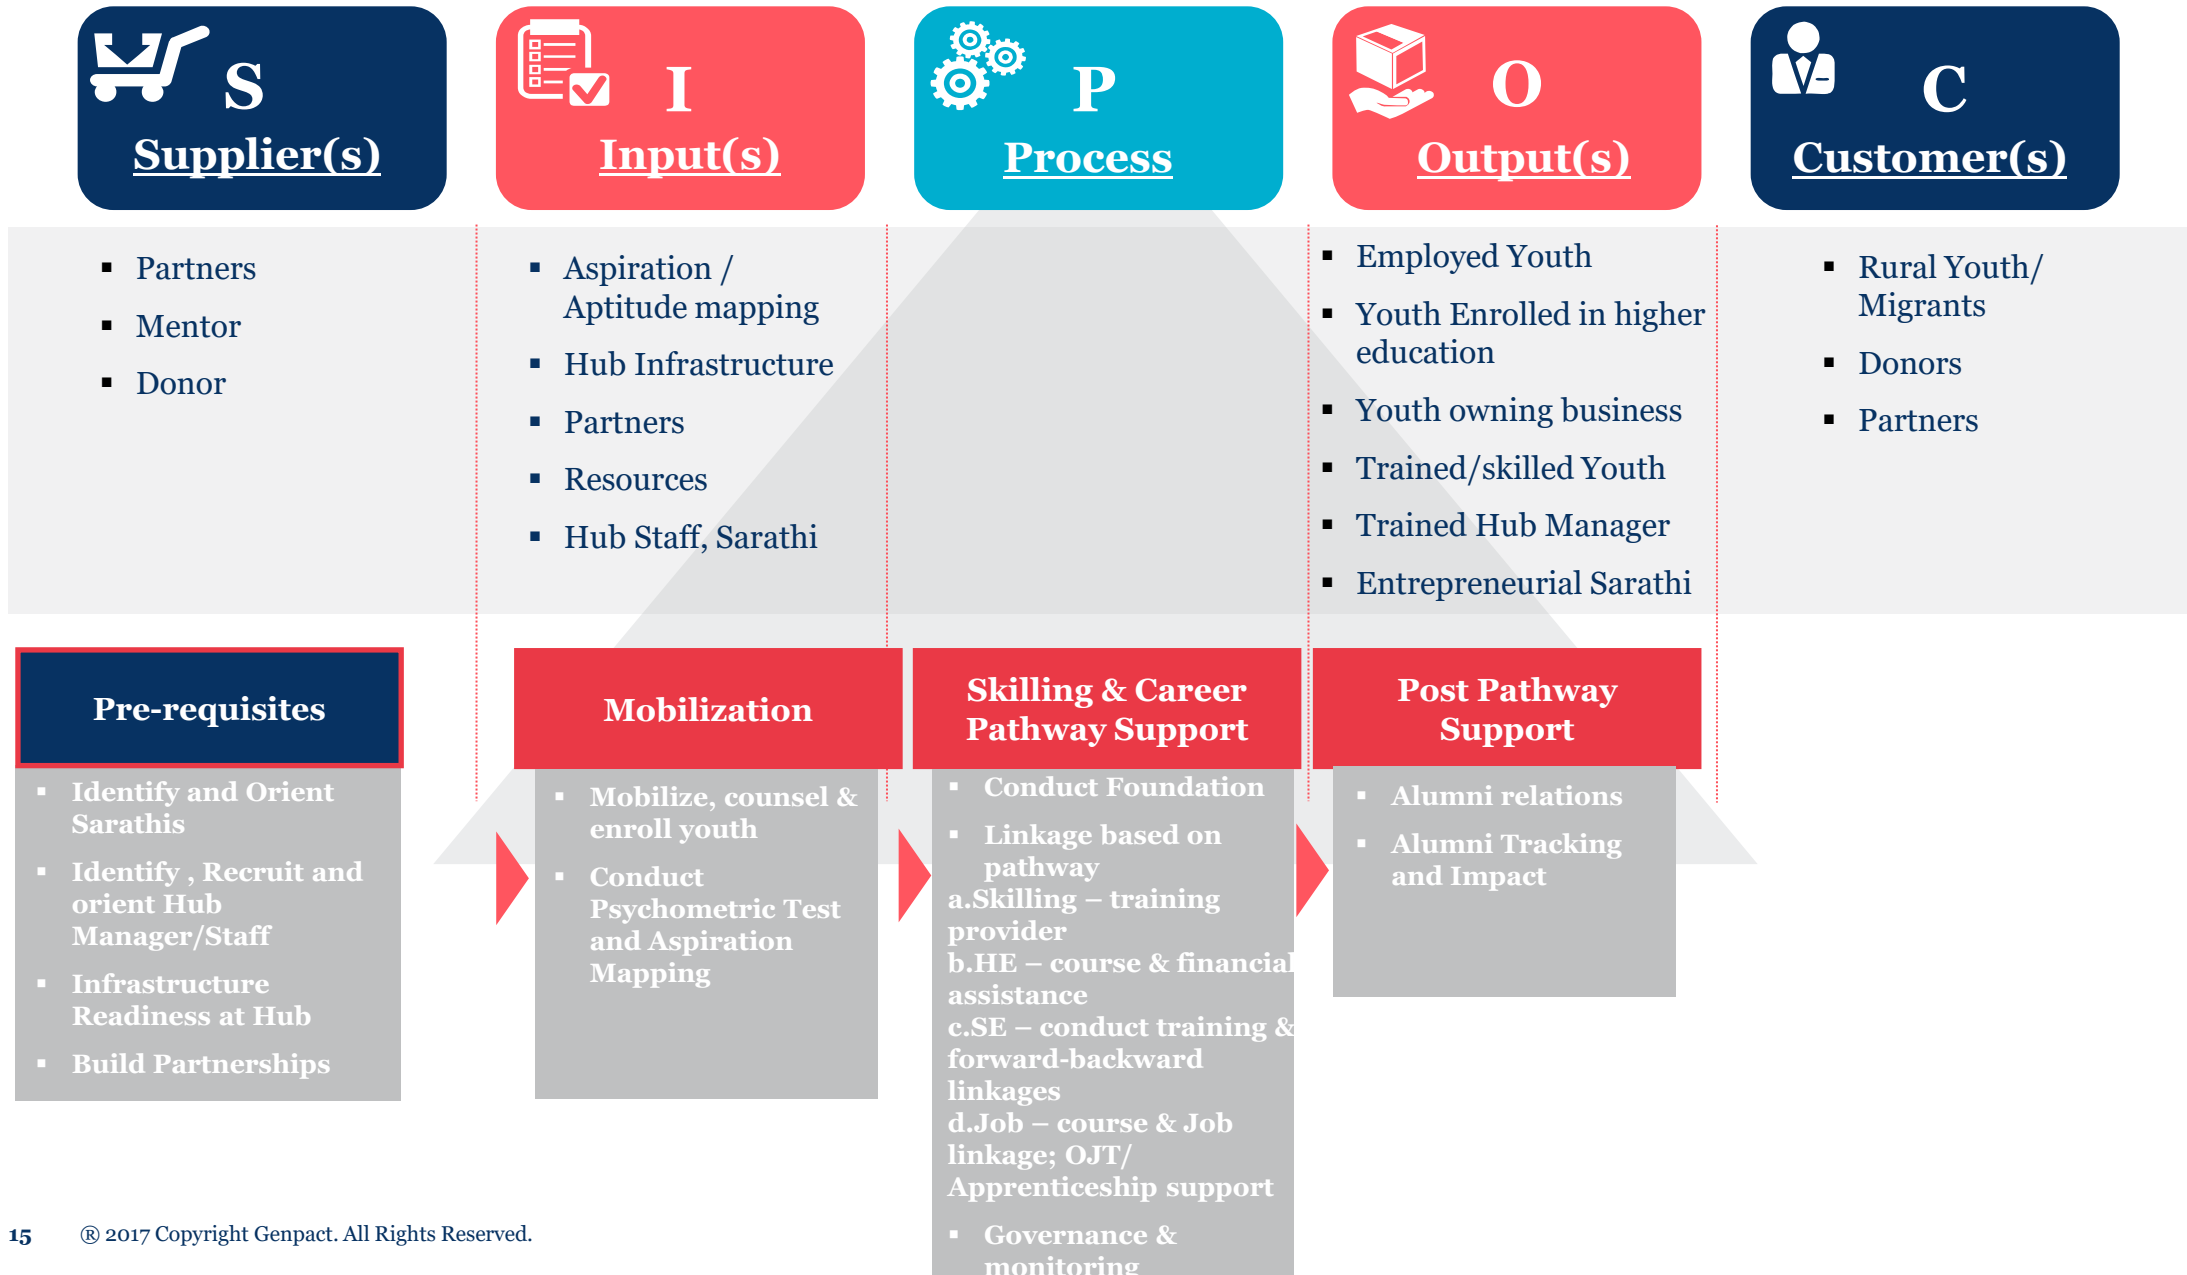 S
Supplier(s)
I
Input(s)
P
Process
O
Output(s)
C
Customer(s)
▪ Partners
▪ Mentor
▪ Donor
▪ Aspiration /
Aptitude mapping
▪ Hub Infrastructure
▪ Partners
▪ Resources
▪ Hub Staff, Sarathi
▪ Employed Youth
▪ Youth Enrolled in higher
education
▪ Youth owning business
▪ Trained/skilled Youth
▪ Trained Hub Manager
▪ Entrepreneurial Sarathi
▪ Rural Youth/
Migrants
▪ Donors
▪ Partners
Pre-requisites
▪ Identify and Orient
Sarathis
▪ Identify , Recruit and
orient Hub
Manager/Staff
▪ Infrastructure
Readiness at Hub
▪ Build Partnerships
Mobilization
▪ Mobilize, counsel &
enroll youth
▪ Conduct
Psychometric Test
and Aspiration
Mapping
Skilling & Career
Pathway Support
▪ Conduct Foundation
▪ Linkage based on
pathway
a.Skilling – training
provider
b.HE – course & financial
assistance
c.SE – conduct training &
forward-backward
linkages
d.Job – course & Job
linkage; OJT/
Apprenticeship support
▪ Governance &
monitoring
Post Pathway
Support
▪ Alumni relations
▪ Alumni Tracking
and Impact
15 ® 2017 Copyright Genpact. All Rights Reserved.